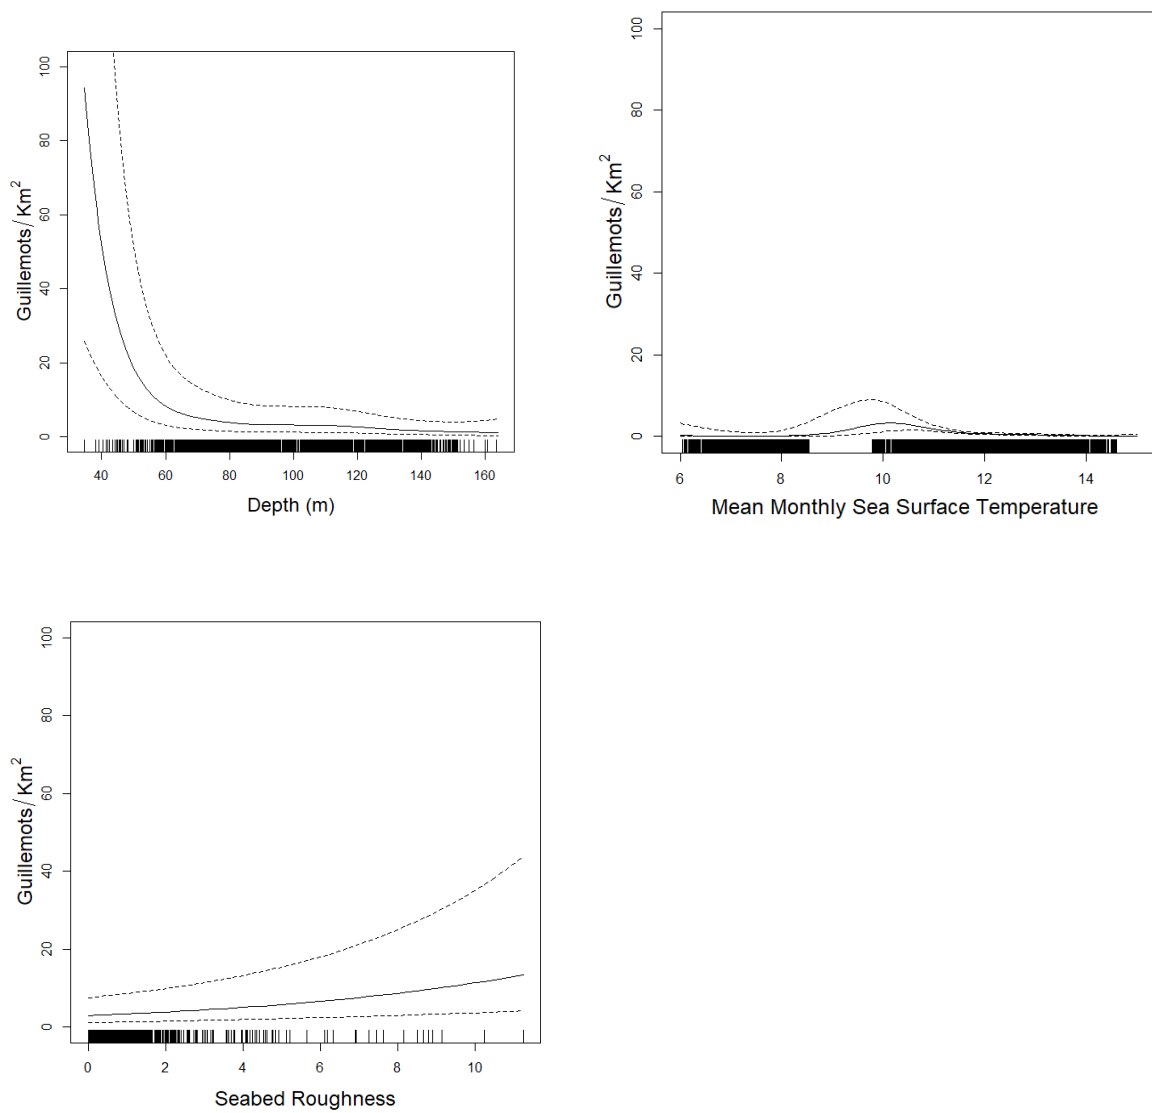 100
80
60
40
20
0
Guillemots/Km²
40 60 80 100 120 140 160
Depth (m)
100
80
60
40
20
0
Guillemots/Km²
6 8 10 12 14
Mean Monthly Sea Surface Temperature
100
80
60
40
20
0
Guillemots/Km²
0 2 4 6 8 10
Seabed Roughness